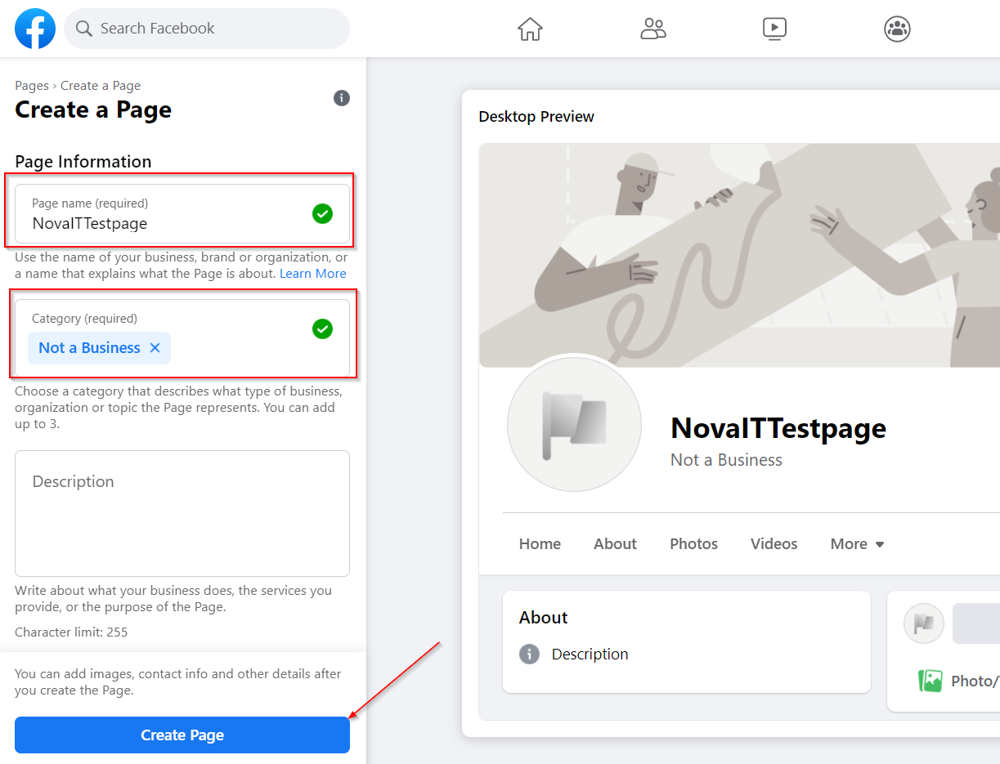 Search Facebook
Pages › Create a Page
Create a Page
Page Information
Page name (required)
NovaITTestpage
Use the name of your business, brand or organization, or
a name that explains what the Page is about. Learn More
Category (required)
Not a Business
Choose a category that describes what type of business,
organization or topic the Page represents. You can add
up to 3.
Description
Write about what your business does, the services you
provide, or the purpose of the Page.
Character limit: 255
You can add images, contact info and other details after
you create the Page.
Create Page
Desktop Preview
NovaITTestpage
Not a Business
Home About Photos Videos More
About
Description
Photo/